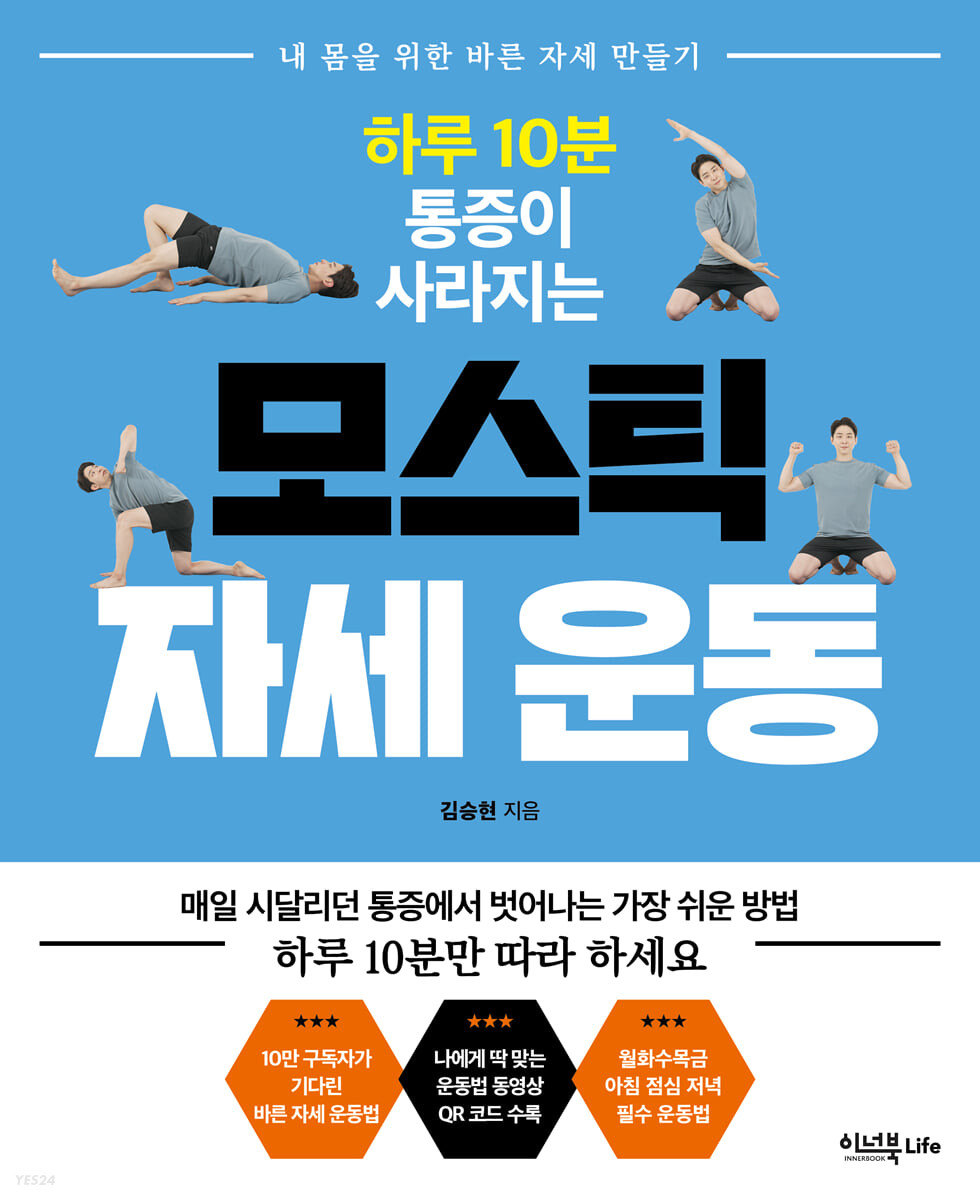 내 몸을 위한 바른 자세 만들기
하루 10분
통증이
사라지는
모스틱
자세 운동
김승현 지음
매일 시달리던 통증에서 벗어나는 가장 쉬운 방법
하루 10분만 따라 하세요
★★★
10만 구독자가
기다린
바른 자세 운동법
★★★
나에게 딱 맞는
운동법 동영상
QR 코드 수록
★★★
월화수목금
아침 점심 저녁
필수 운동법
이너북 Life
INNERBOOK
YES24